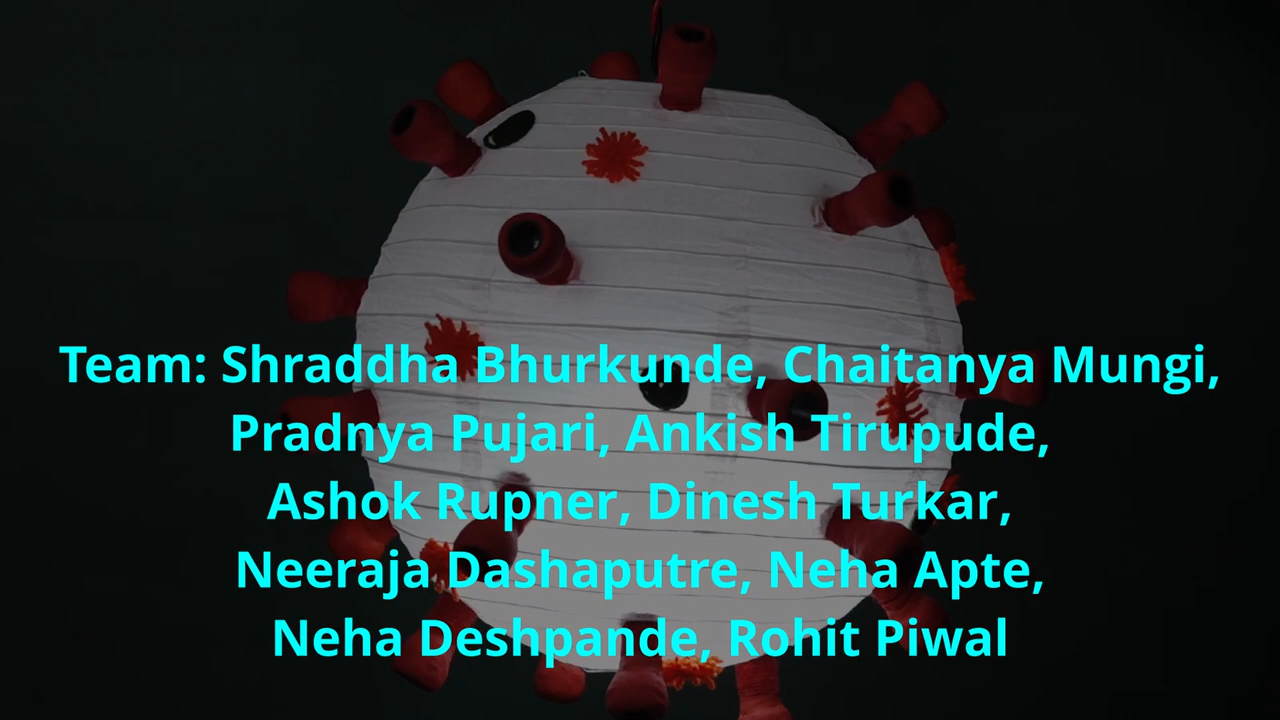 Team: Shraddha Bhurkunde, Chaitanya Mungi,
Pradnya Pujari, Ankish Tirupude,
Ashok Rupner, Dinesh Turkar,
Neeraja Dashaputre, Neha Apte,
Neha Deshpande, Rohit Piwal